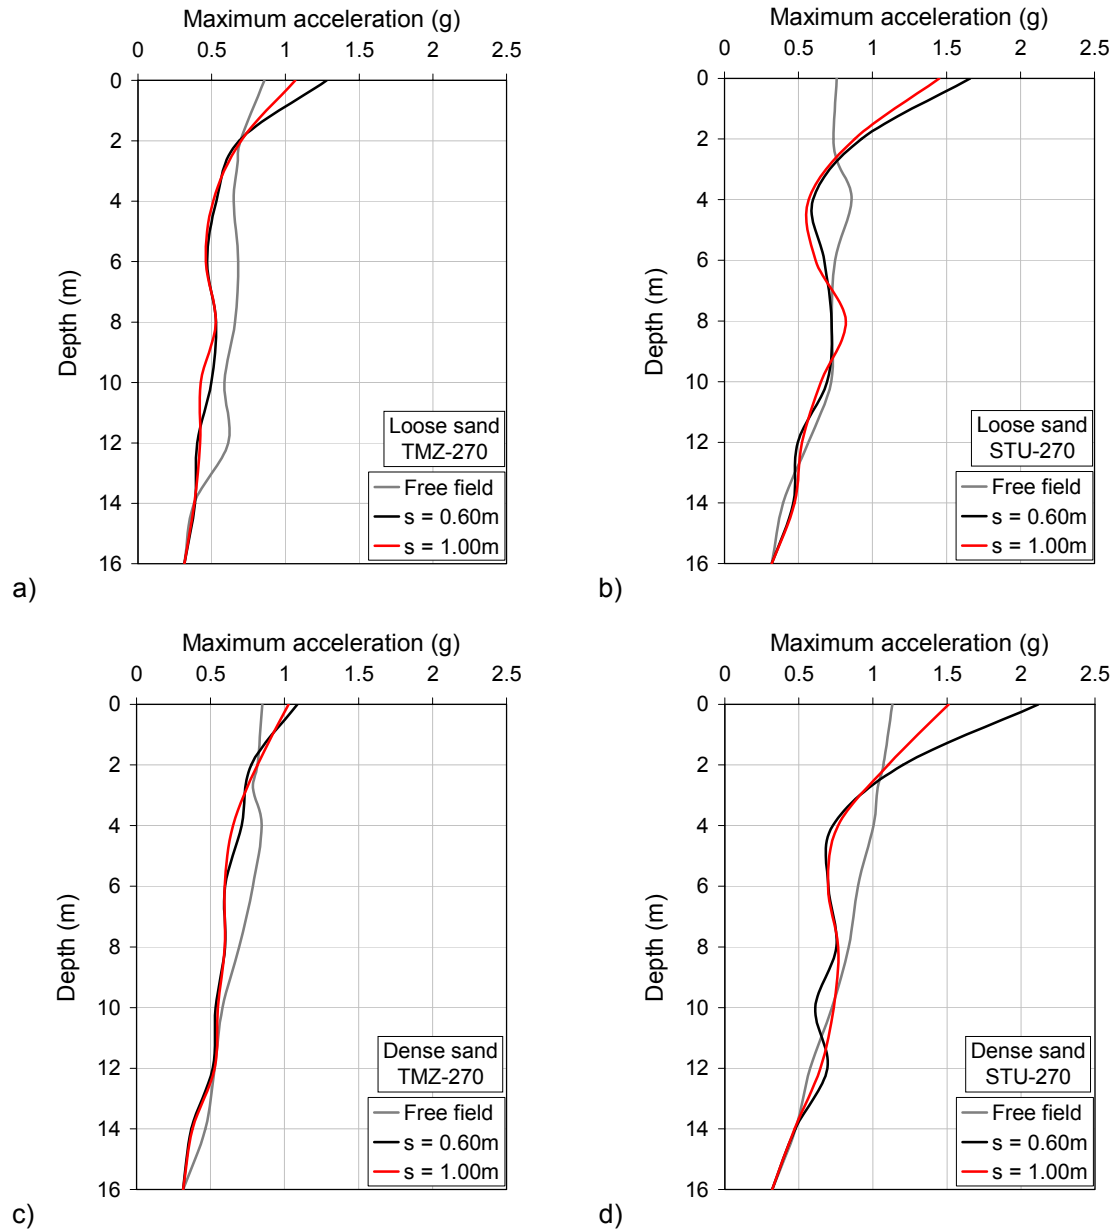 Maximum acceleration (g)
0 0.5 1 1.5 2 2.5
0
2
4
6
8
10
12
14
16
Depth (m)
Loose sand
TMZ-270
Free field
s = 0.60m
s = 1.00m
a)
Maximum acceleration (g)
0 0.5 1 1.5 2 2.5
0
2
4
6
8
10
12
14
16
Depth (m)
Loose sand
STU-270
Free field
s = 0.60m
s = 1.00m
b)
Maximum acceleration (g)
0 0.5 1 1.5 2 2.5
0
2
4
6
8
10
12
14
16
Depth (m)
Dense sand
TMZ-270
Free field
s = 0.60m
s = 1.00m
c)
Maximum acceleration (g)
0 0.5 1 1.5 2 2.5
0
2
4
6
8
10
12
14
16
Depth (m)
Dense sand
STU-270
Free field
s = 0.60m
s = 1.00m
d)